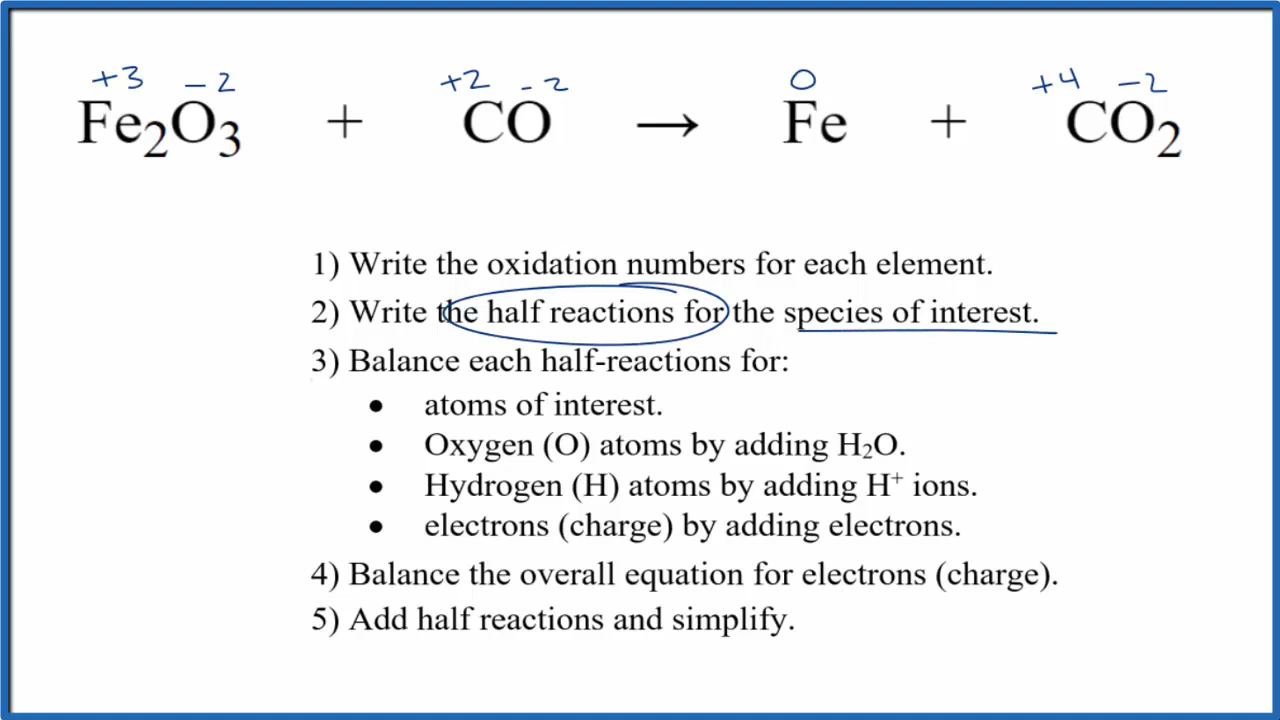 +3 -2 +2 -2 0 +4 -2
Fe₂O₃ + CO → Fe + CO₂
1) Write the oxidation numbers for each element.
2) Write the half reactions for the species of interest.
3) Balance each half-reactions for:
• atoms of interest.
• Oxygen (O) atoms by adding H₂O.
• Hydrogen (H) atoms by adding H⁺ ions.
• electrons (charge) by adding electrons.
4) Balance the overall equation for electrons (charge).
5) Add half reactions and simplify.